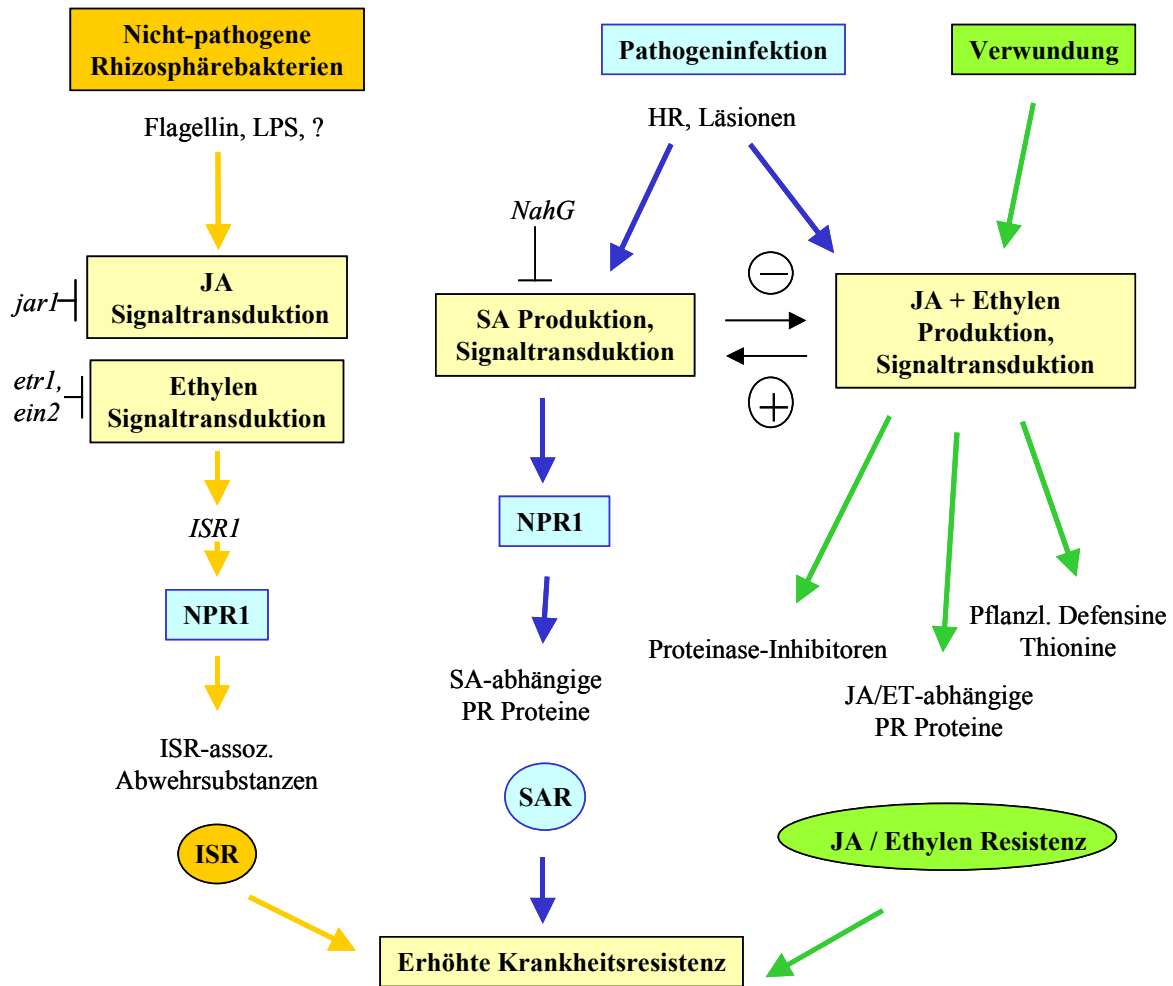 Nicht-pathogene
Rhizosphärebakterien
Flagellin, LPS, ?
JA
Signaltransduktion
jar1
Ethylen
Signaltransduktion
etr1,
ein2
ISR1
NPR1
ISR-assoz.
Abwehrsubstanzen
ISR
Pathogeninfektion
HR, Läsionen
NahG
SA Produktion,
Signaltransduktion
−
+
NPR1
SA-abhängige
PR Proteine
SAR
Verwundung
JA + Ethylen
Produktion,
Signaltransduktion
Proteinase-Inhibitoren
JA/ET-abhängige
PR Proteine
Pflanzl. Defensine
Thionine
JA / Ethylen Resistenz
Erhöhte Krankheitsresistenz